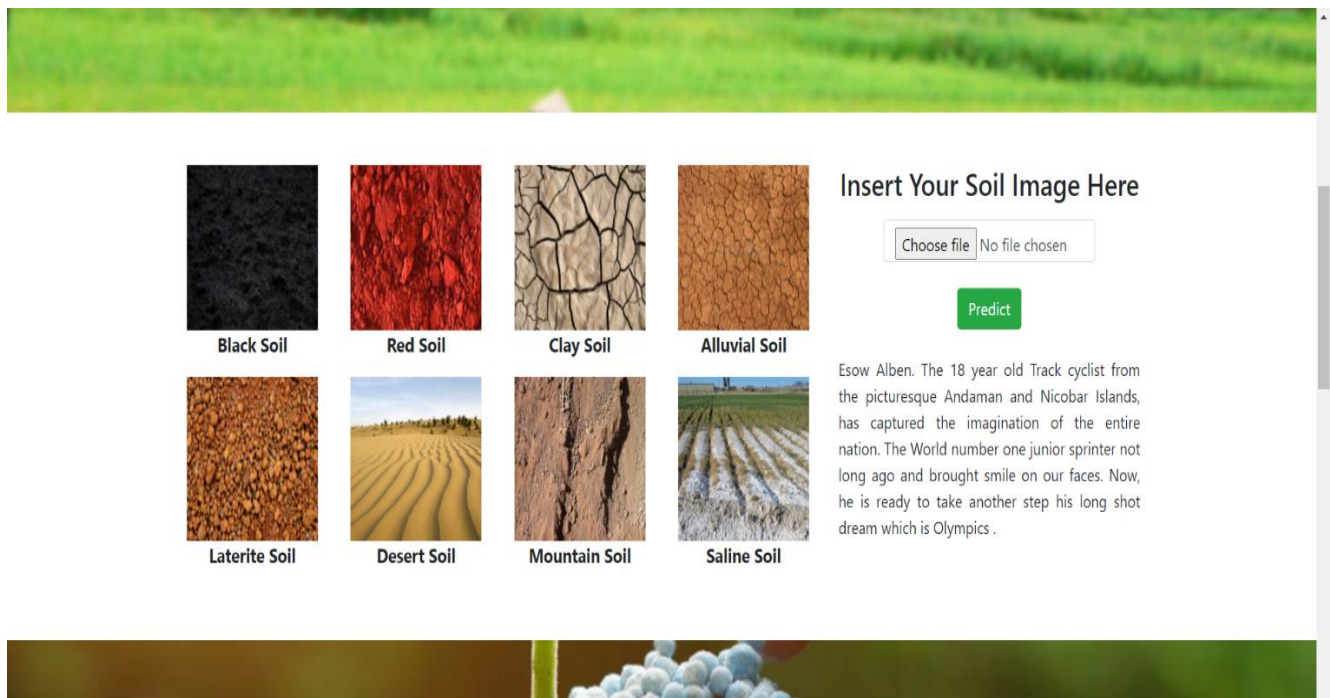 Black Soil
Red Soil
Clay Soil
Alluvial Soil
Laterite Soil
Desert Soil
Mountain Soil
Saline Soil
Insert Your Soil Image Here
Choose file No file chosen
Predict
Esow Alben. The 18 year old Track cyclist from
the picturesque Andaman and Nicobar Islands,
has captured the imagination of the entire
nation. The World number one junior sprinter not
long ago and brought smile on our faces. Now,
he is ready to take another step his long shot
dream which is Olympics .